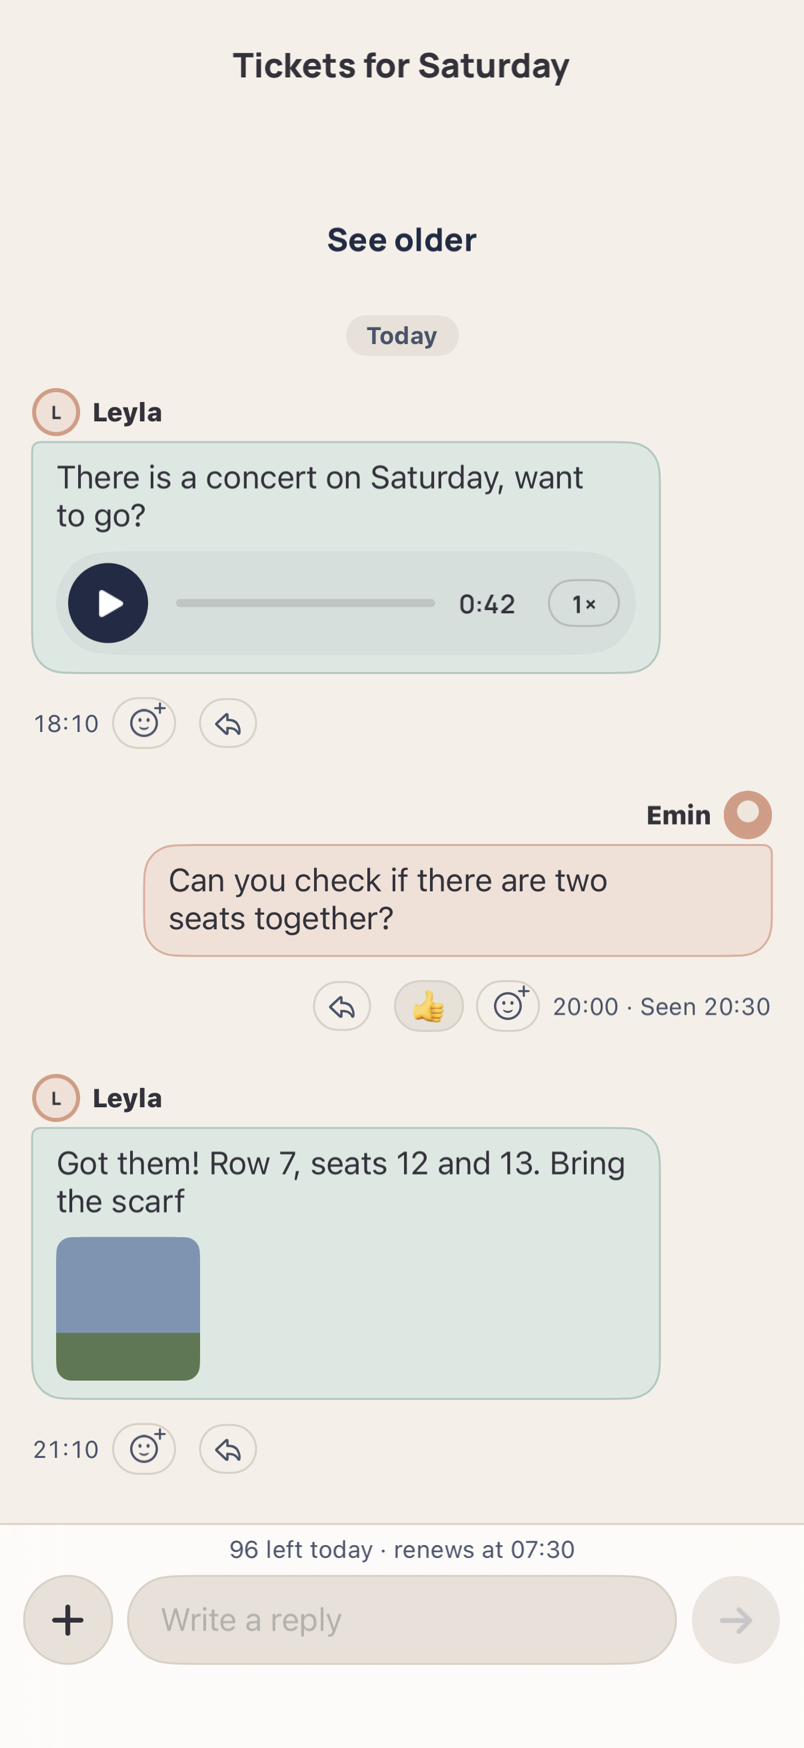 Tickets for Saturday
See older
Today
L Leyla
There is a concert on Saturday, want
to go?
0:42 1×
18:10
Emin
Can you check if there are two
seats together?
20:00 · Seen 20:30
L Leyla
Got them! Row 7, seats 12 and 13. Bring
the scarf
21:10
96 left today · renews at 07:30
Write a reply